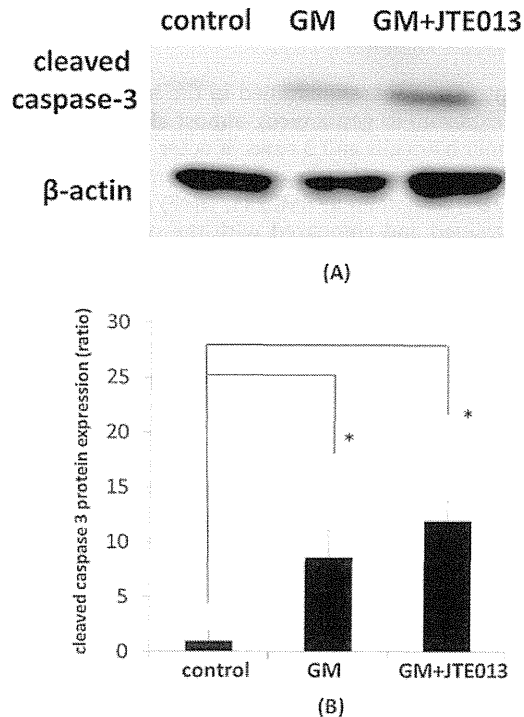 control GM GM+JTE013
cleaved
caspase-3
β-actin
(A)
cleaved caspase 3 protein expression (ratio)
30
25
20
15
10
5
0
*
*
control GM GM+JTE013
(B)